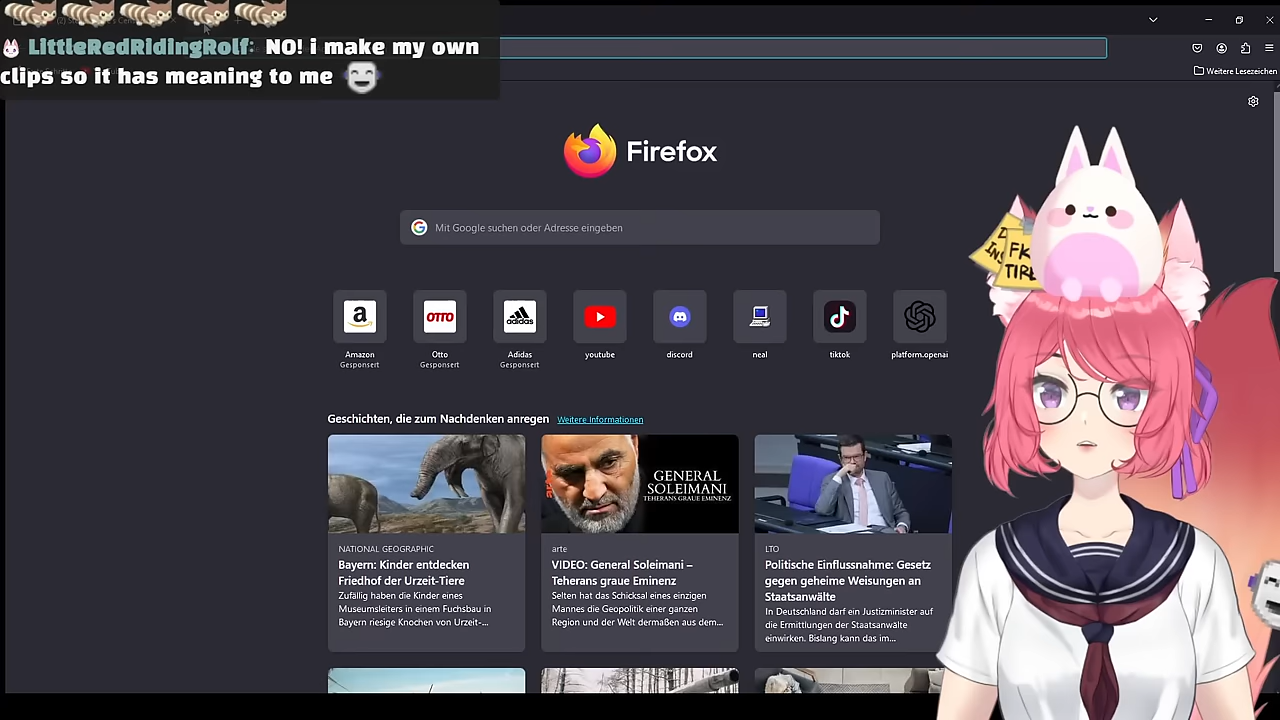 LittleRedRidingRolf: NO! i make my own
clips so it has meaning to me
Weitere Lesezeichen
Firefox
Mit Google suchen oder Adresse eingeben
a
OTTO
adidas
Amazon
Gesponsert
Otto
Gesponsert
Adidas
Gesponsert
youtube
discord
neal
tiktok
platform.openai
Geschichten, die zum Nachdenken anregen
Weitere Informationen
NATIONAL GEOGRAPHIC
Bayern: Kinder entdecken
Friedhof der Urzeit-Tiere
Zufällig haben die Kinder eines
Museumsleiters in einem Fuchsbau in
Bayern riesige Knochen von Urzeit-...
arte
GENERAL
SOLEIMANI
TEHERANS GRAUE EMINENZ
arte
VIDEO: General Soleimani –
Teherans graue Eminenz
Selten hat das Schicksal eines einzigen
Mannes die Geopolitik einer ganzen
Region und der Welt dermaßen aus dem...
LTO
Politische Einflussnahme: Gesetz
gegen geheime Weisungen an
Staatsanwälte
In Deutschland darf ein Justizminister auf
die Ermittlungen der Staatsanwälte
einwirken. Bislang kann das im...